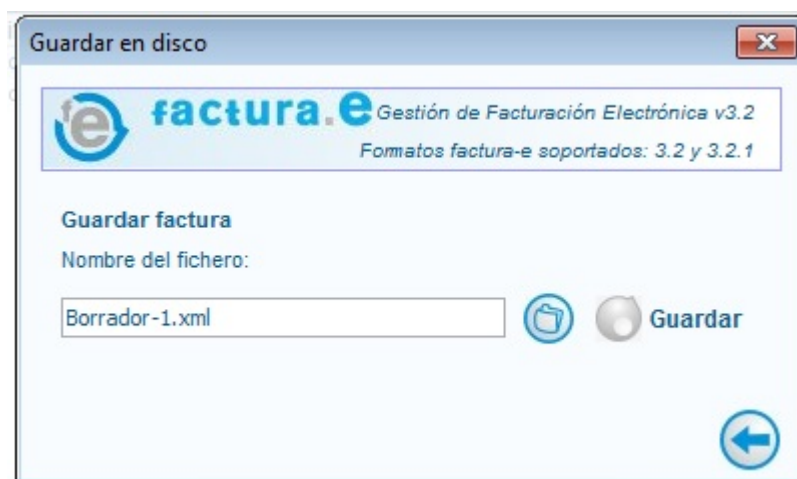 Guardar en disco
e factura.e Gestión de Facturación Electrónica v3.2
Formatos factura-e soportados: 3.2 y 3.2.1
Guardar factura
Nombre del fichero:
Borrador-1.xml Guardar